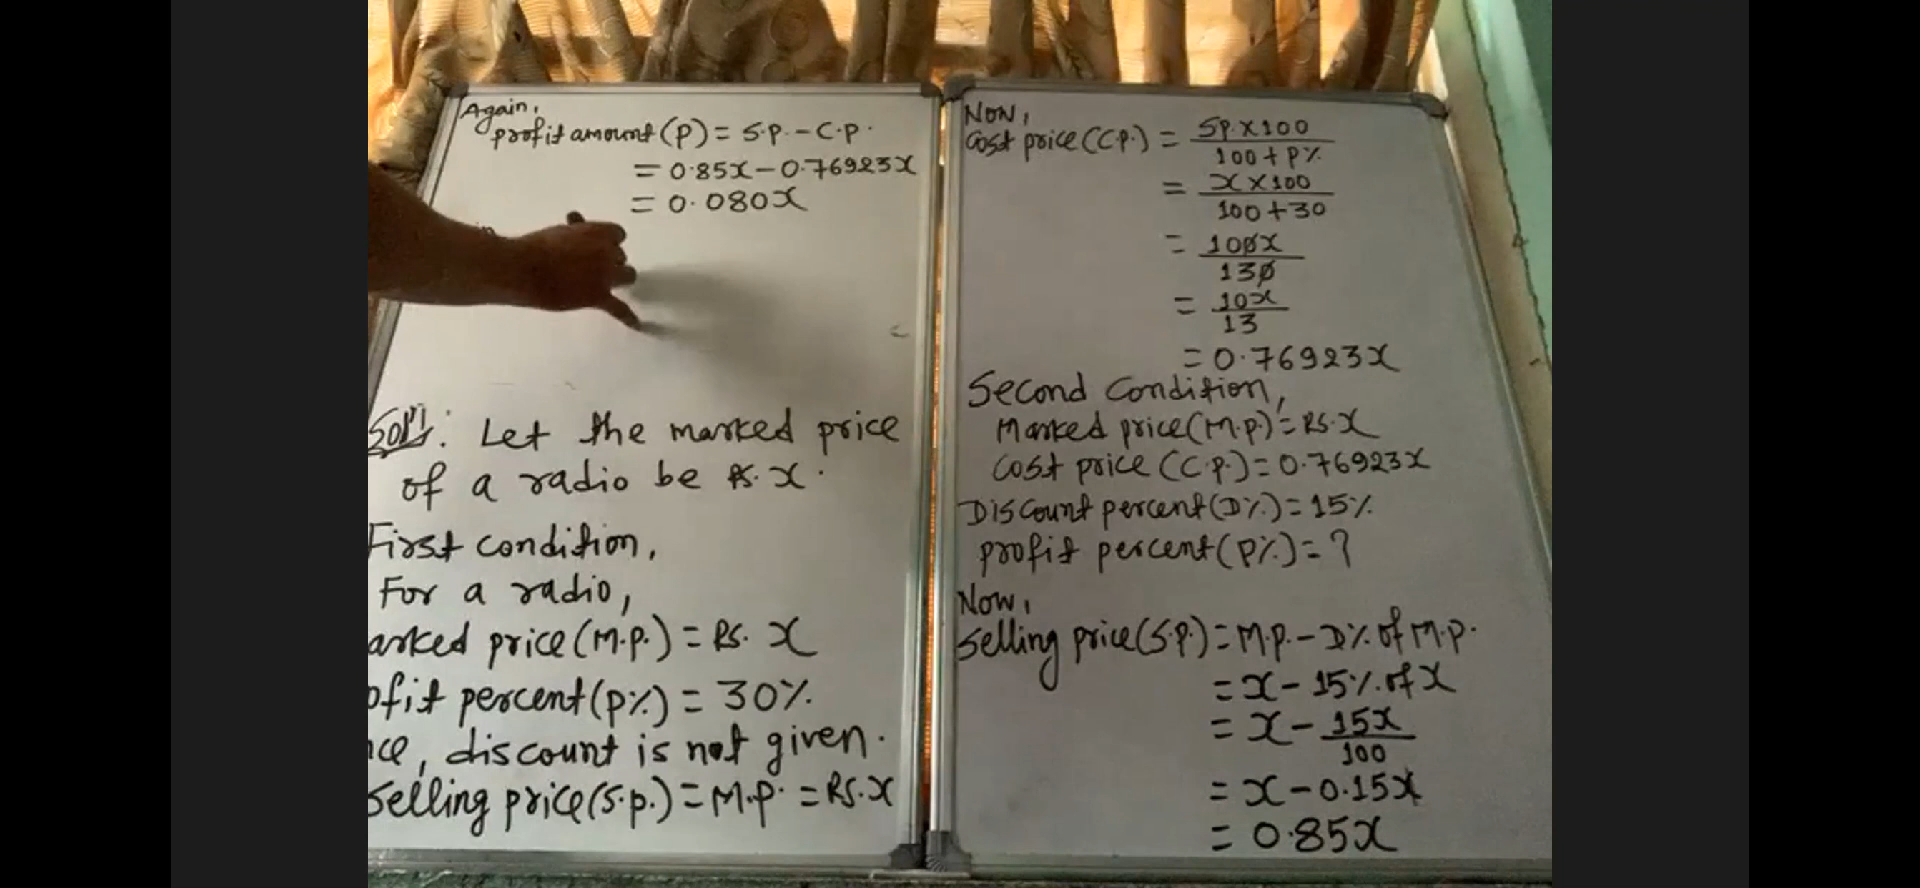 Again,
profit amount(P) = S.P. - C.P.
= 0.85x - 0.76923x
= 0.080x
Soln: Let the marked price
of a radio be Rs. x.
First condition,
For a radio,
arked price(M.P.) = Rs. x
ofit percent(P%) = 30%.
nce, discount is not given.
Selling price(S.P.) = M.P. = Rs. x
Now,
Cost price(C.P.) = SP. x 100 / 100 + P%
= x x 100 / 100 + 30
= 100x / 130
= 10x / 13
= 0.76923x
Second Condition,
Marked price(M.P.) = Rs. x
Cost price (C.P.) = 0.76923x
Discount percent(D%) = 15%.
profit percent(P%) = ?
Now,
Selling price(S.P.) = M.P. - D% of M.P.
= x - 15% of x
= x - 15x / 100
= x - 0.15x
= 0.85x